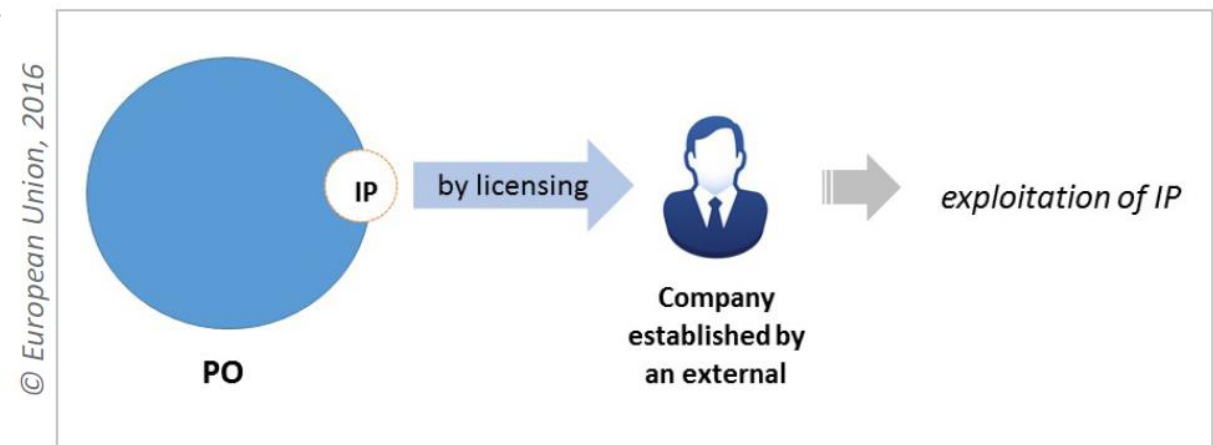 © European Union, 2016
IP
by licensing
exploitation of IP
Company
established by
an external
PO